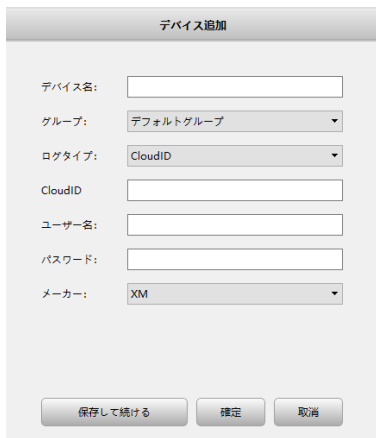 デバイス追加
デバイス名:
グループ: デフォルトグループ
ログタイプ: CloudID
CloudID
ユーザー名:
パスワード:
メーカー: XM
保存して続ける 確定 取消